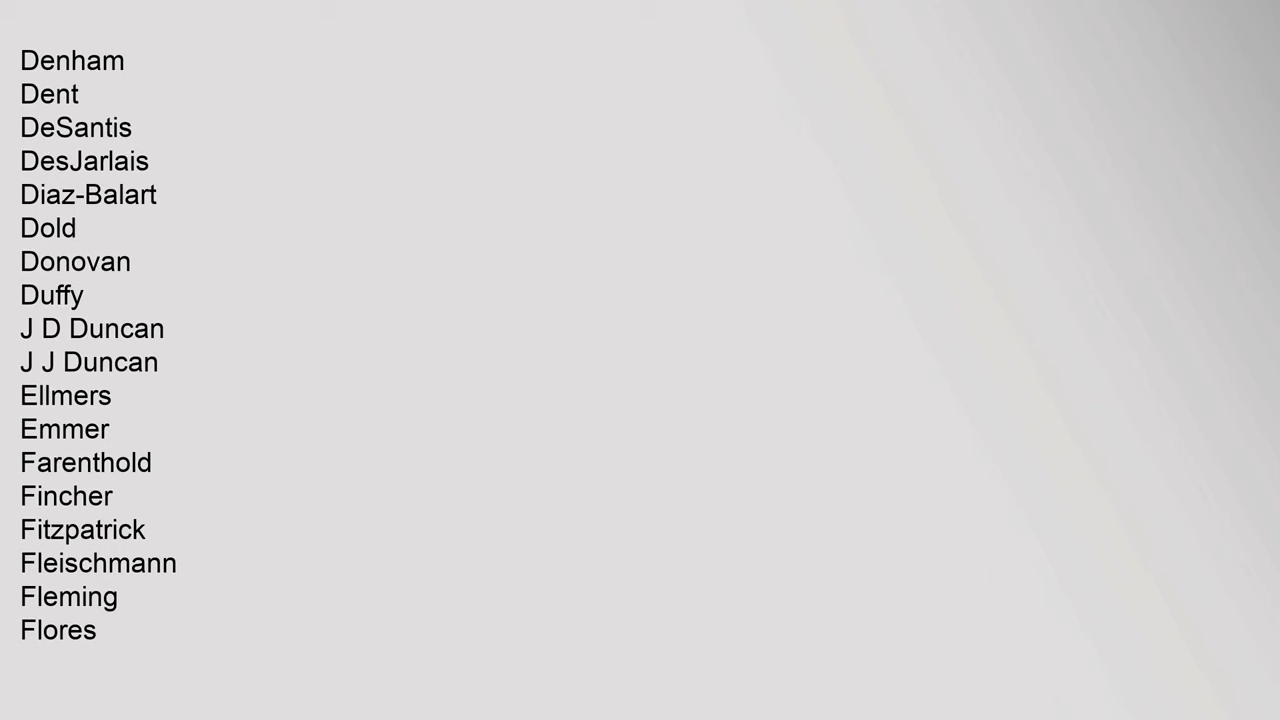 Denham
Dent
DeSantis
DesJarlais
Diaz-Balart
Dold
Donovan
Duffy
J D Duncan
J J Duncan
Ellmers
Emmer
Farenthold
Fincher
Fitzpatrick
Fleischmann
Fleming
Flores